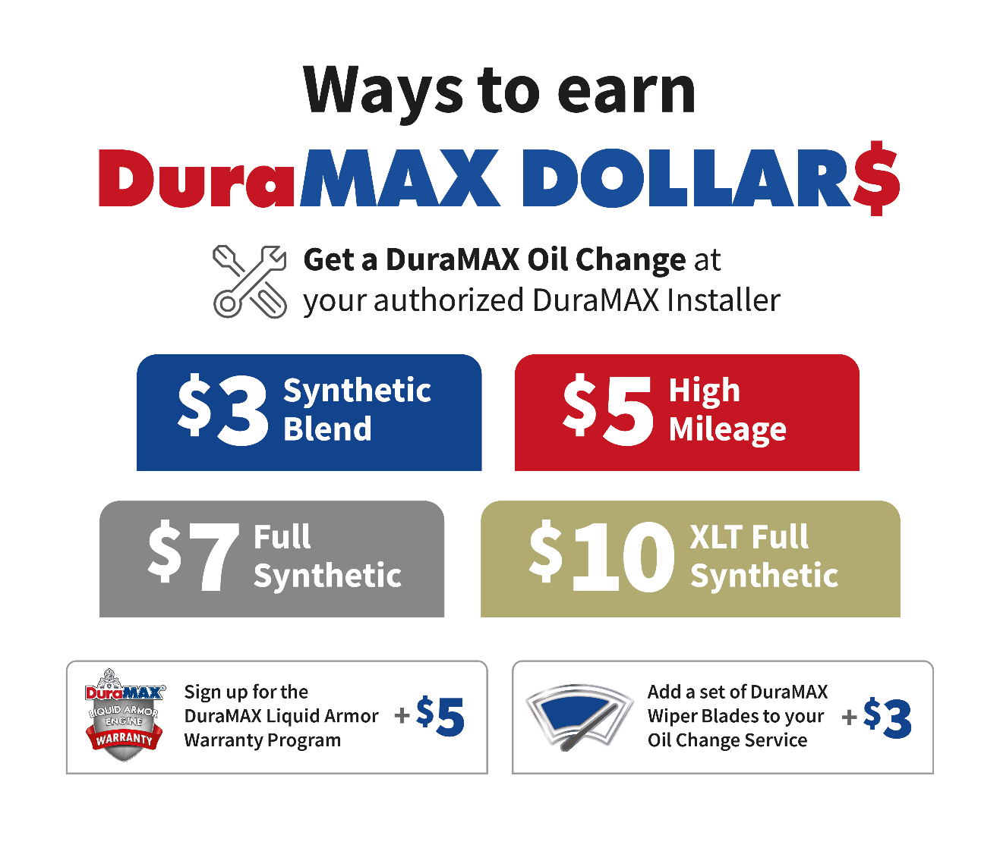 Ways to earn
DuraMAX DOLLAR$
Get a DuraMAX Oil Change at
your authorized DuraMAX Installer
$3 Synthetic
Blend
$5 High
Mileage
$7 Full
Synthetic
$10 XLT Full
Synthetic
DuraMAX®
LIQUID ARMOR
ENGINE
WARRANTY
Sign up for the
DuraMAX Liquid Armor
Warranty Program
+$5
Add a set of DuraMAX
Wiper Blades to your
Oil Change Service
+$3